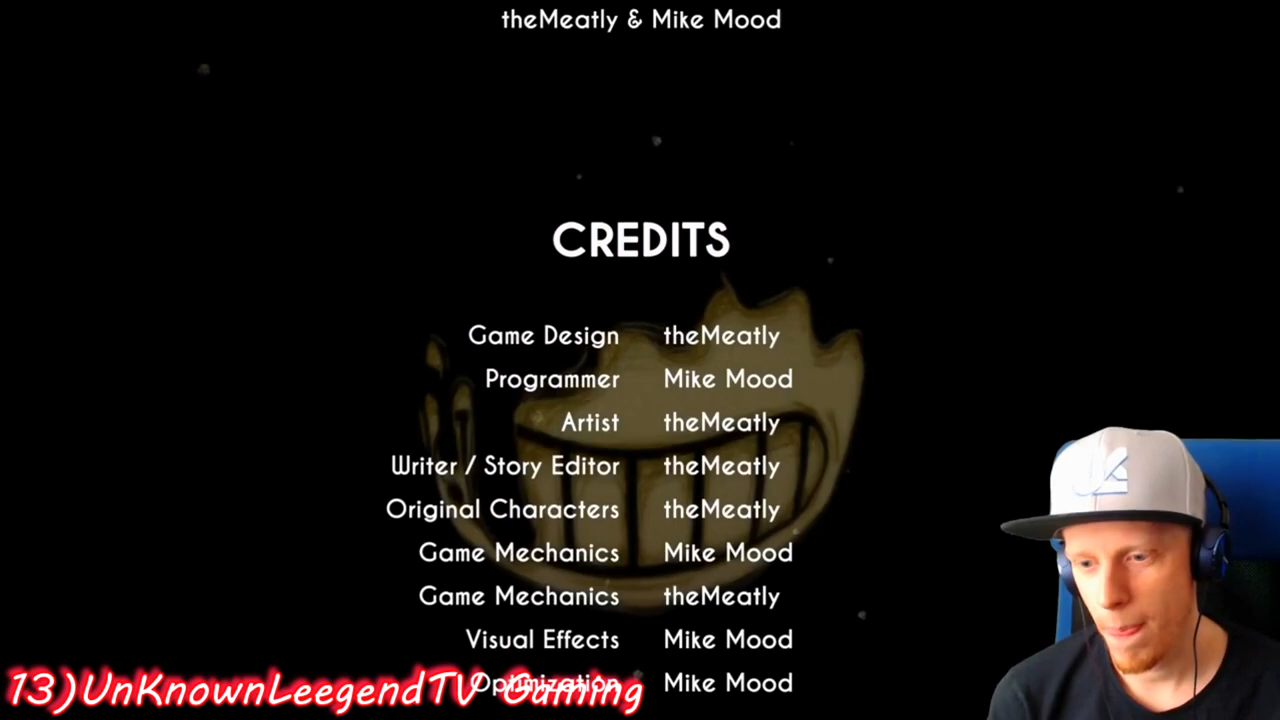 theMeatly & Mike Mood
CREDITS
Game Design theMeatly
Programmer Mike Mood
Artist theMeatly
Writer / Story Editor theMeatly
Original Characters theMeatly
Game Mechanics Mike Mood
Game Mechanics theMeatly
Visual Effects Mike Mood
Optimization Mike Mood
13)UnKnownLeegendTV Gaming